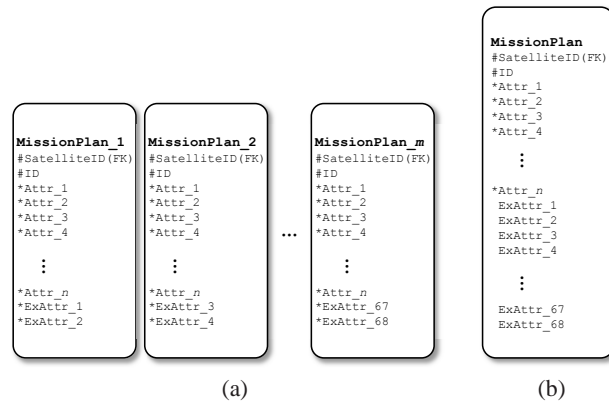 MissionPlan_1
#SatelliteID(FK)
#ID
*Attr_1
*Attr_2
*Attr_3
*Attr_4
⋮
*Attr_n
*ExAttr_1
*ExAttr_2
MissionPlan_2
#SatelliteID(FK)
#ID
*Attr_1
*Attr_2
*Attr_3
*Attr_4
⋮
*Attr_n
*ExAttr_3
*ExAttr_4
...
MissionPlan_m
#SatelliteID(FK)
#ID
*Attr_1
*Attr_2
*Attr_3
*Attr_4
⋮
*Attr_n
*ExAttr_67
*ExAttr_68
(a)
MissionPlan
#SatelliteID(FK)
#ID
*Attr_1
*Attr_2
*Attr_3
*Attr_4
⋮
*Attr_n
ExAttr_1
ExAttr_2
ExAttr_3
ExAttr_4
⋮
ExAttr_67
ExAttr_68
(b)